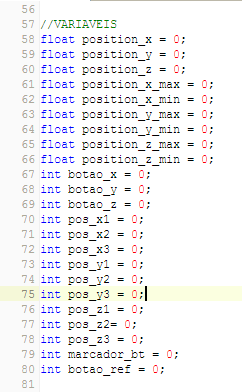 56
57 //VARIAVEIS
58 float position_x = 0;
59 float position_y = 0;
60 float position_z = 0;
61 float position_x_max = 0;
62 float position_x_min = 0;
63 float position_y_max = 0;
64 float position_y_min = 0;
65 float position_z_max = 0;
66 float position_z_min = 0;
67 int botao_x = 0;
68 int botao_y = 0;
69 int botao_z = 0;
70 int pos_x1 = 0;
71 int pos_x2 = 0;
72 int pos_x3 = 0;
73 int pos_y1 = 0;
74 int pos_y2 = 0;
75 int pos_y3 = 0;
76 int pos_z1 = 0;
77 int pos_z2= 0;
78 int pos_z3 = 0;
79 int marcador_bt = 0;
80 int botao_ref = 0;
81